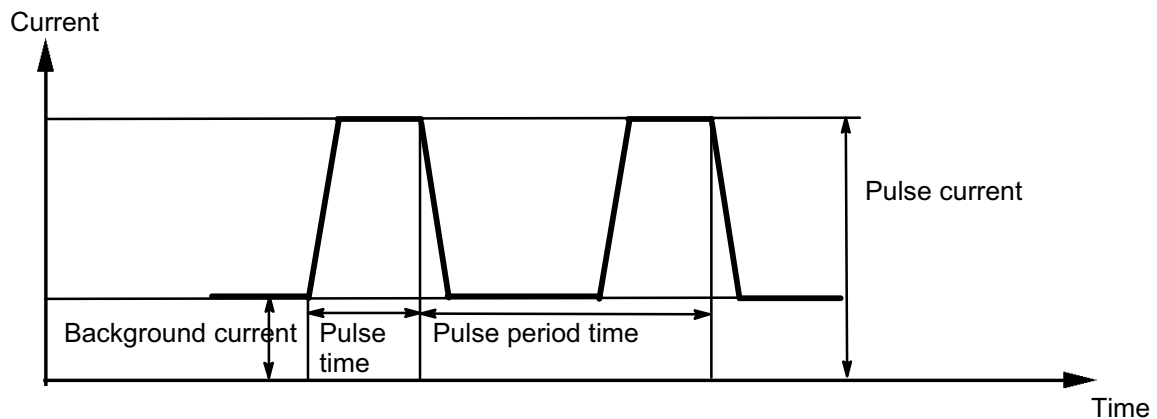 Current
Pulse current
Background current
Pulse
time
Pulse period time
Time